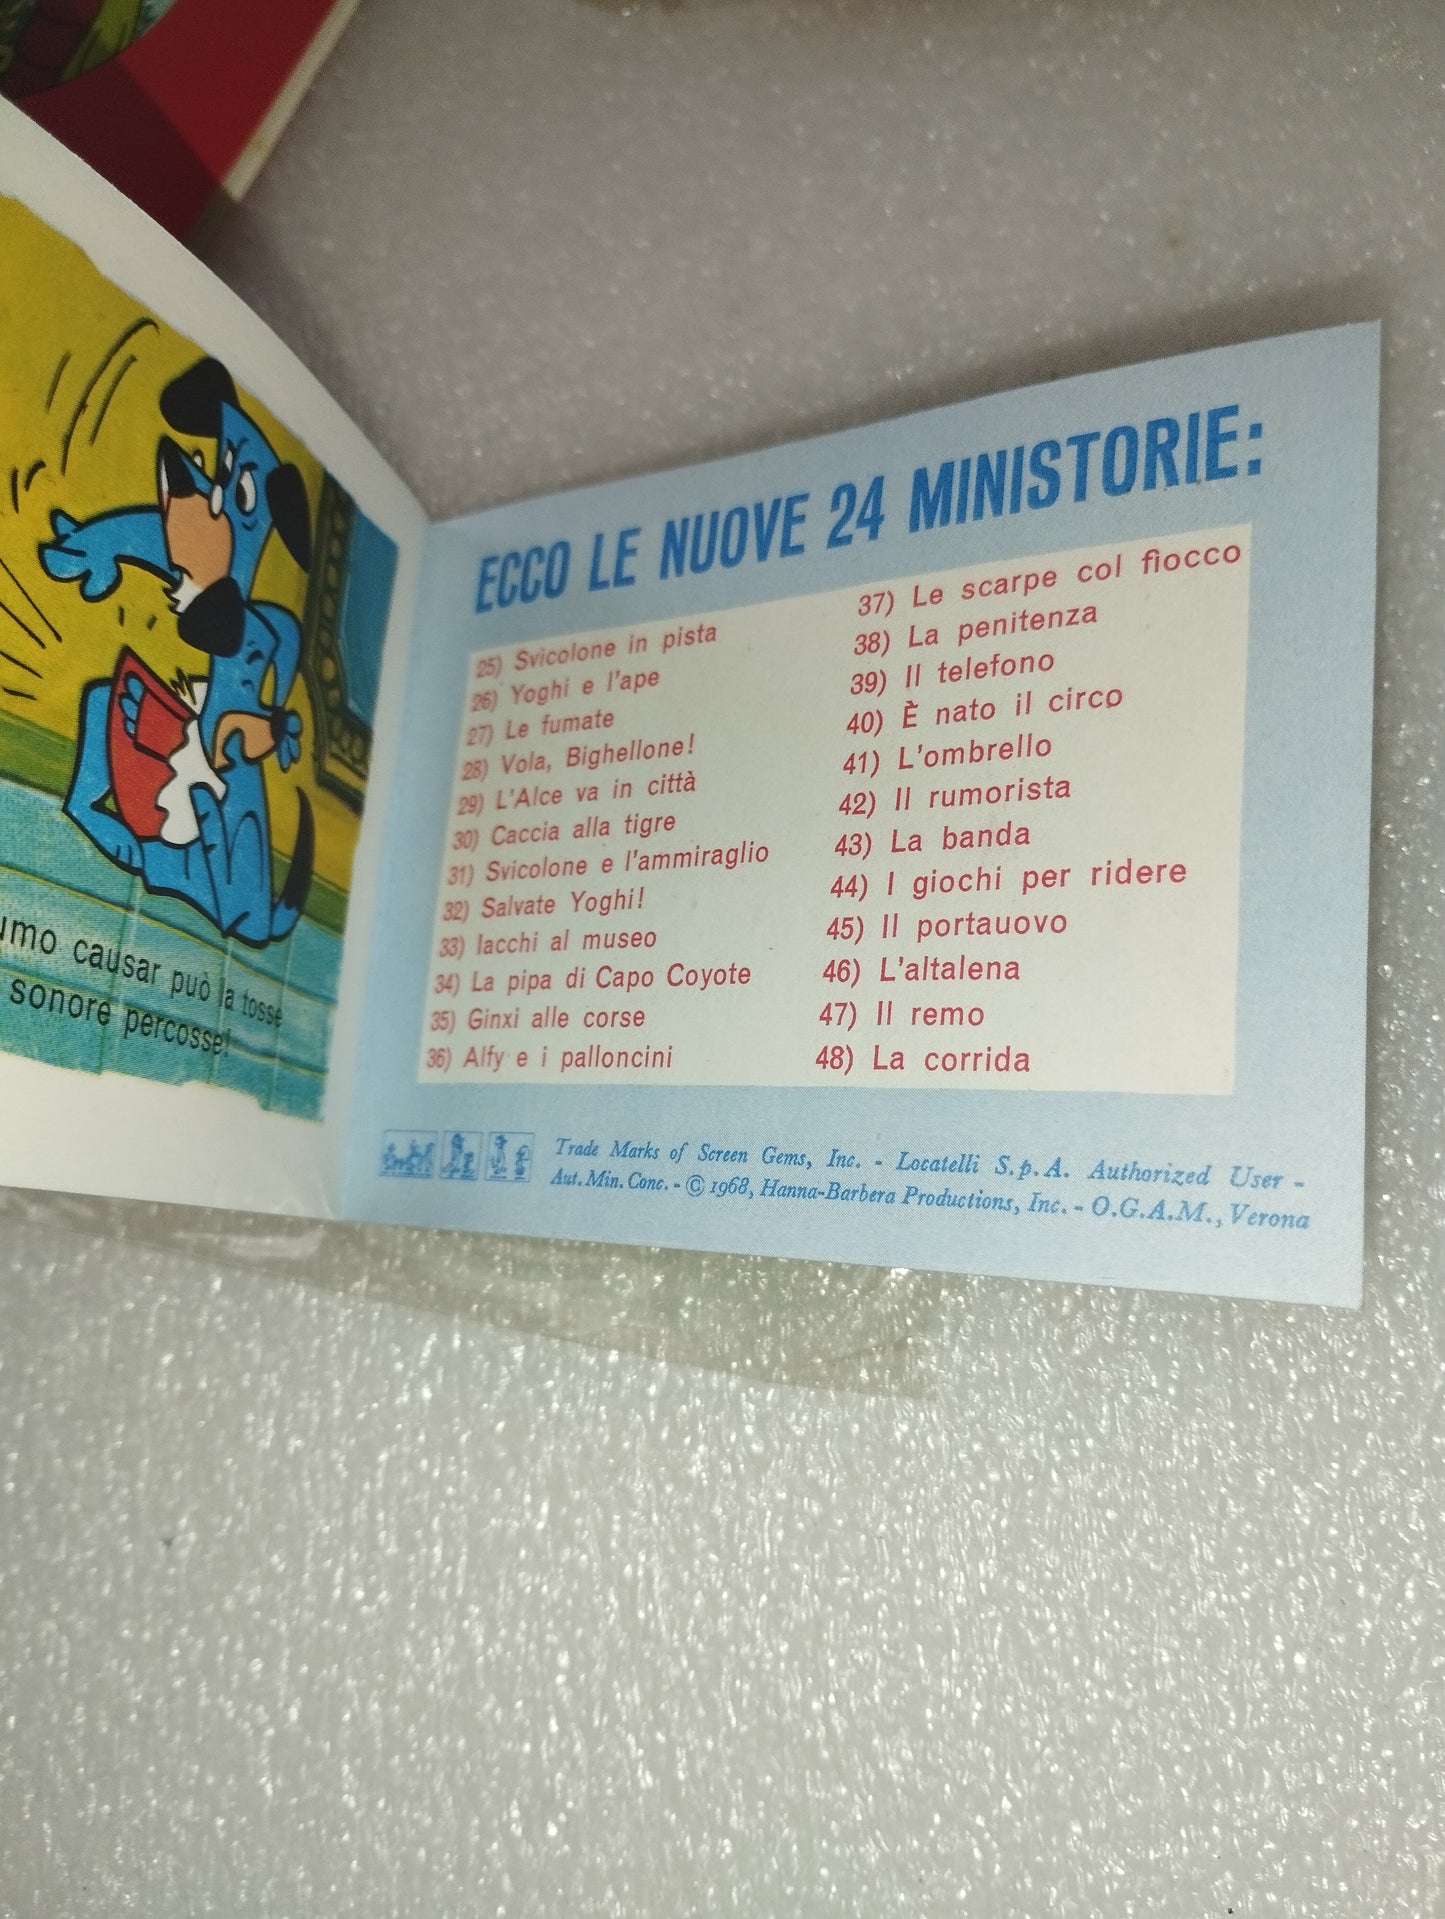 causar può la tosse
sonore percosse!
ECCO LE NUOVE 24 MINISTORIE:
25) Svicolone in pista
26) Yoghi e l'ape
27) Le fumate
28) Vola, Bighellone!
29) L'Alce va in città
30) Caccia alla tigre
31) Svicolone e l'ammiraglio
32) Salvate Yoghi!
33) Iacchi al museo
34) La pipa di Capo Coyote
35) Ginxi alle corse
36) Alfy e i palloncini
37) Le scarpe col fiocco
38) La penitenza
39) Il telefono
40) È nato il circo
41) L'ombrello
42) Il rumorista
43) La banda
44) I giochi per ridere
45) Il portauovo
46) L'altalena
47) Il remo
48) La corrida
Trade Marks of Screen Gems, Inc. - Locatelli S.p.A. Authorized User -
Aut. Min. Conc. - © 1968, Hanna-Barbera Productions, Inc. - O.G.A.M., Verona